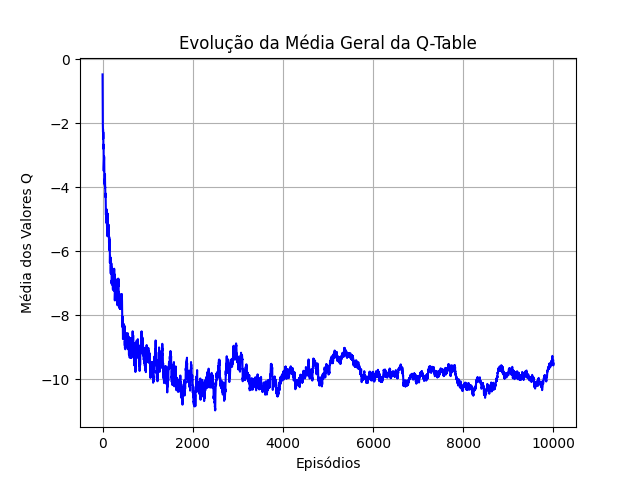 Evolução da Média Geral da Q-Table
0
−2
−4
−6
−8
−10
Média dos Valores Q
0 2000 4000 6000 8000 10000
Episódios